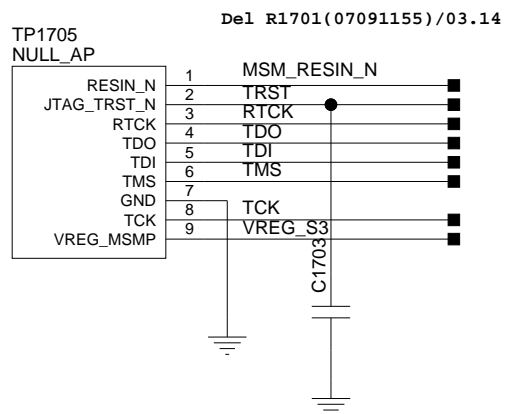 Del R1701(07091155)/03.14
TP1705
NULL_AP
RESIN_N 1 MSM_RESIN_N
JTAG_TRST_N 2 TRST
RTCK 3 RTCK
TDO 4 TDO
TDI 5 TDI
TMS 6 TMS
GND 7
TCK 8 TCK
VREG_MSMP 9 VREG_S3
C1703